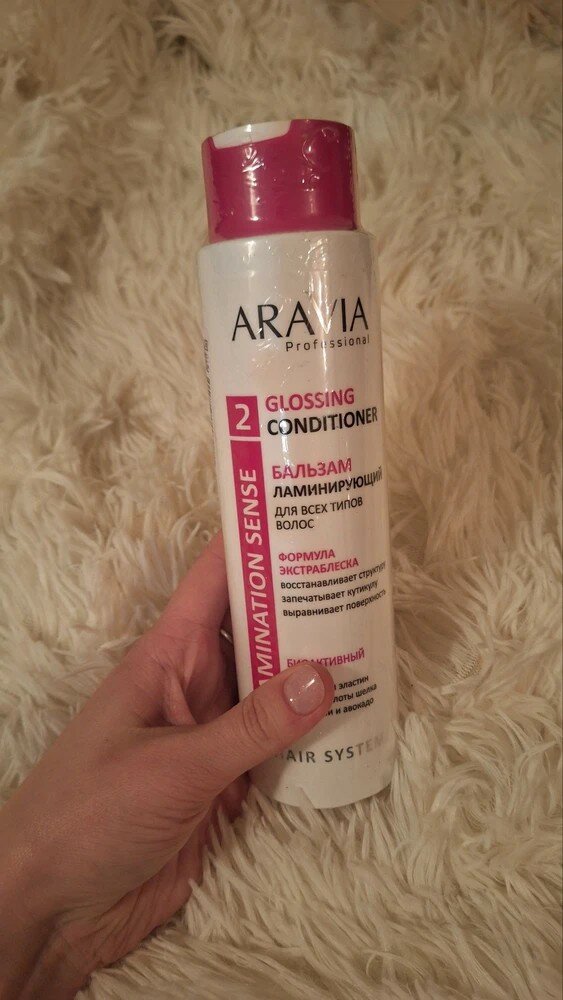 ARAVIA
Professional
2
GLOSSING
CONDITIONER
MINATION SENSE
БАЛЬЗАМ
ЛАМИНИРУЮЩИЙ
ДЛЯ ВСЕХ ТИПОВ
ВОЛОС
ФОРМУЛА
ЭКСТРАБЛЕСКА
восстанавливает структуру
запечатывает кутикулу
выравнивает поверхность
БИОАКТИВНЫЙ
эластин
шелка
и авокадо
HAIR SYSTEM